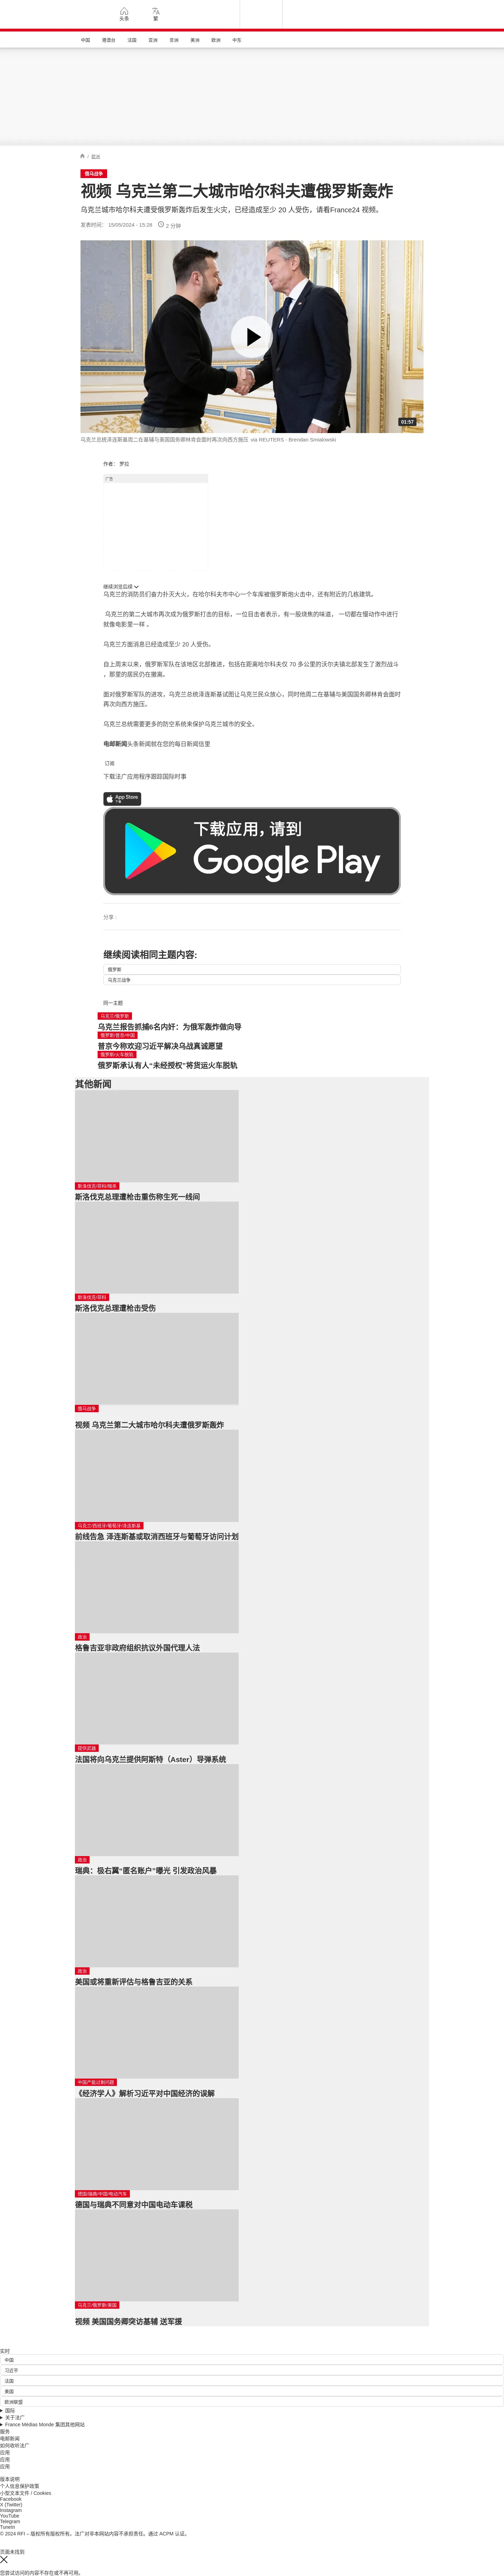 头条
繁
中国
港澳台
法国
亚洲
非洲
美洲
欧洲
中东
/ 欧洲
俄乌战争
视频 乌克兰第二大城市哈尔科夫遭俄罗斯轰炸
乌克兰城市哈尔科夫遭受俄罗斯轰炸后发生火灾，已经造成至少 20 人受伤，请看France24 视频。
发表时间： 15/05/2024 - 15:28
2 分钟
01:57
乌克兰总统泽连斯基周二在基辅与美国国务卿林肯会面时再次向西方施压 via REUTERS - Brendan Smialowski
作者： 罗拉
广告
继续浏览后续
乌克兰的消防员们奋力扑灭大火，在哈尔科夫市中心一个车库被俄罗斯炮火击中，还有附近的几栋建筑。
乌克兰的第二大城市再次成为俄罗斯打击的目标，一位目击者表示，有一股烧焦的味道， 一切都在慢动作中进行
就像电影里一样 。
乌克兰方面消息已经造成至少 20 人受伤。
自上周末以来，俄罗斯军队在该地区北部推进，包括在距离哈尔科夫仅 70 多公里的沃尔夫镇北部发生了激烈战斗
，那里的居民仍在撤离。
面对俄罗斯军队的进攻，乌克兰总统泽连斯基试图让乌克兰民众放心，同时他周二在基辅与美国国务卿林肯会面时
再次向西方施压。
乌克兰总统需要更多的防空系统来保护乌克兰城市的安全。
电邮新闻头条新闻就在您的每日新闻信里
订阅
下载法广应用程序跟踪国际时事
App Store
下载
下载应用，请到
Google Play
分享 :
继续阅读相同主题内容:
俄罗斯
乌克兰战争
同一主题
乌克兰/俄罗斯
乌克兰报告抓捕6名内奸：为俄军轰炸做向导
俄罗斯/普京/中国
普京今称欢迎习近平解决乌战真诚愿望
俄罗斯/火车脱轨
俄罗斯承认有人“未经授权”将货运火车脱轨
其他新闻
斯洛伐克/菲科/枪击
斯洛伐克总理遭枪击重伤称生死一线间
斯洛伐克/菲科
斯洛伐克总理遭枪击受伤
俄乌战争
视频 乌克兰第二大城市哈尔科夫遭俄罗斯轰炸
乌克兰/西班牙/葡萄牙/泽连斯基
前线告急 泽连斯基或取消西班牙与葡萄牙访问计划
政治
格鲁吉亚非政府组织抗议外国代理人法
提供武器
法国将向乌克兰提供阿斯特（Aster）导弹系统
政治
瑞典：极右翼“匿名账户”曝光 引发政治风暴
政治
美国或将重新评估与格鲁吉亚的关系
中国产能过剩问题
《经济学人》解析习近平对中国经济的误解
德国/瑞典/中国/电动汽车
德国与瑞典不同意对中国电动车课税
乌克兰/俄罗斯/美国
视频 美国国务卿突访基辅 送军援
实时
中国
习近平
法国
美国
欧洲联盟
国际
关于法广
France Médias Monde 集团其他网站
服务
电邮新闻
如何收听法广
应用
应用
应用
版本说明
个人信息保护政策
小型文本文件 / Cookies
Facebook
X (Twitter)
Instagram
YouTube
Telegram
TuneIn
© 2024 RFI – 版权所有版权所有。法广对非本网站内容不承担责任。通过 ACPM 认证。
页面未找到
您尝试访问的内容不存在或不再可用。